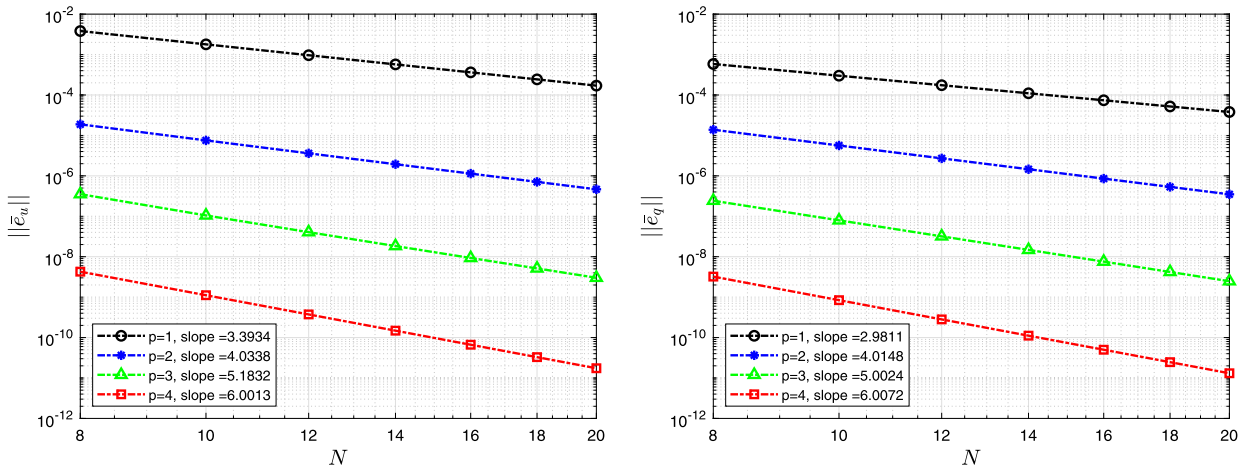 10^-2
10^-4
10^-6
10^-8
10^-10
10^-12
||ē_u||
p=1, slope =3.3934
p=2, slope =4.0338
p=3, slope =5.1832
p=4, slope =6.0013
8 10 12 14 16 18 20
N
10^-2
10^-4
10^-6
10^-8
10^-10
10^-12
||ē_q||
p=1, slope =2.9811
p=2, slope =4.0148
p=3, slope =5.0024
p=4, slope =6.0072
8 10 12 14 16 18 20
N